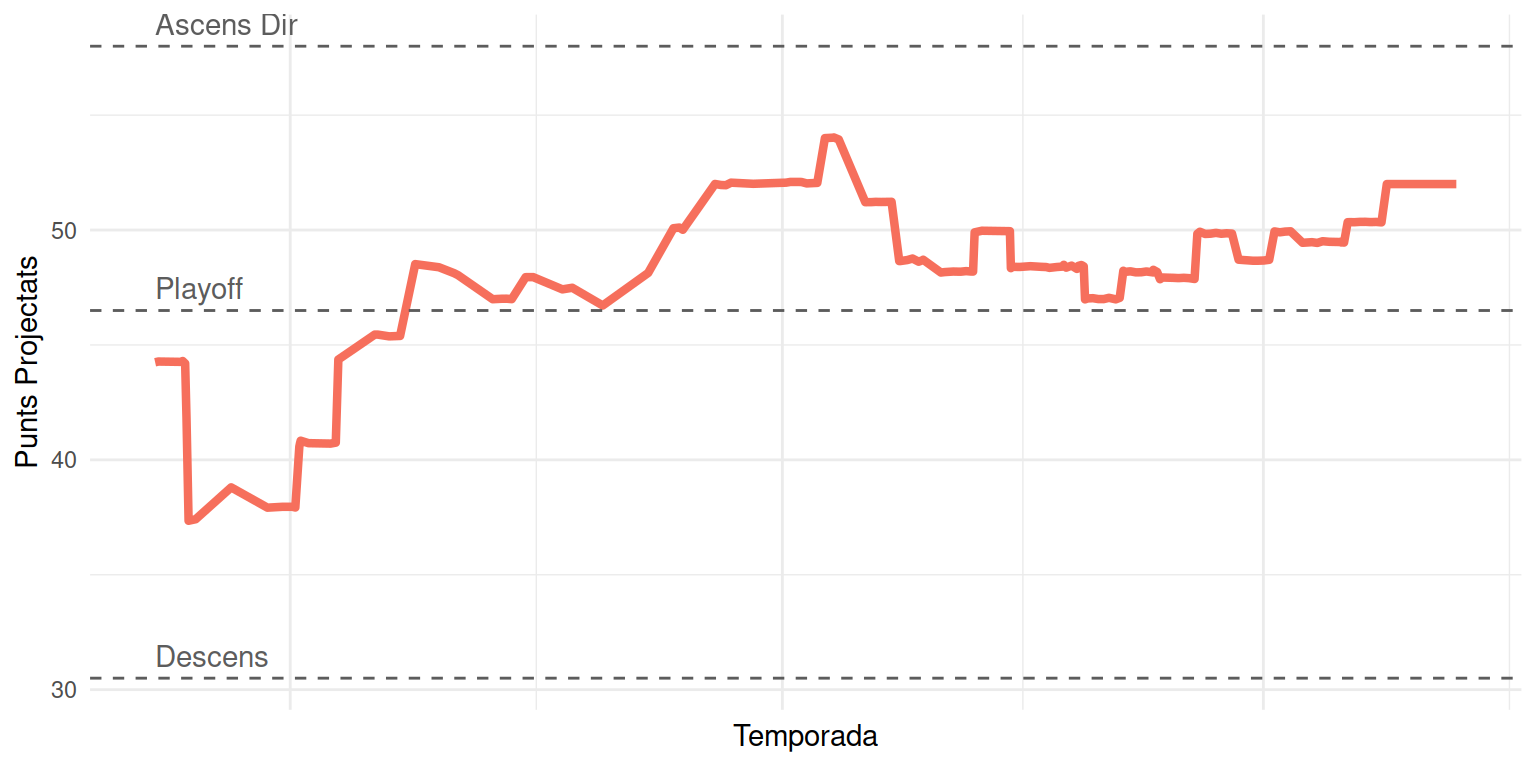 Ascens Dir
50
Playoff
Punts Projectats
40
Descens
30
Temporada